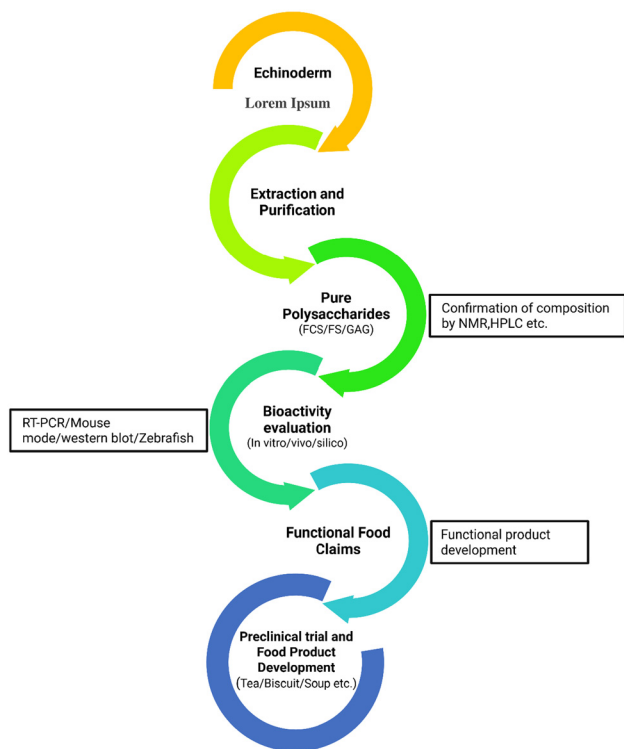 Echinoderm
Lorem Ipsum
Extraction and
Purification
Pure
Polysaccharides
(FCS/FS/GAG)
Confirmation of composition
by NMR,HPLC etc.
Bioactivity
evaluation
(In vitro/vivo/silico)
RT-PCR/Mouse
mode/western blot/Zebrafish
Functional Food
Claims
Functional product
development
Preclinical trial and
Food Product
Development
(Tea/Biscuit/Soup etc.)